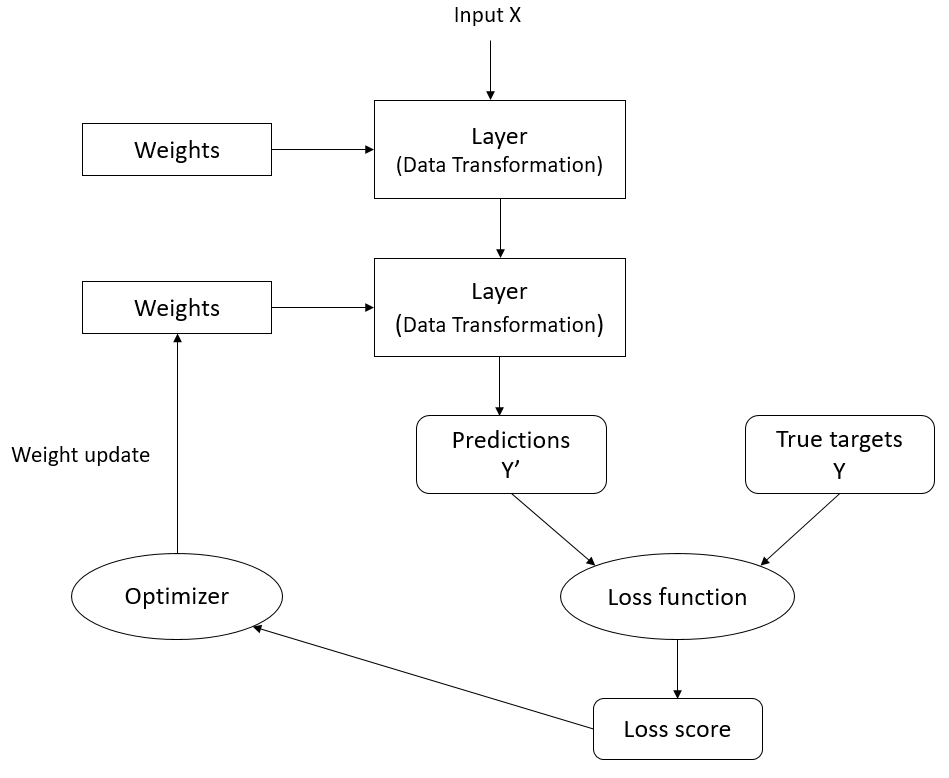 Input X
Weights
Layer
(Data Transformation)
Weights
Layer
(Data Transformation)
Weight update
Predictions
Y’
True targets
Y
Optimizer
Loss function
Loss score